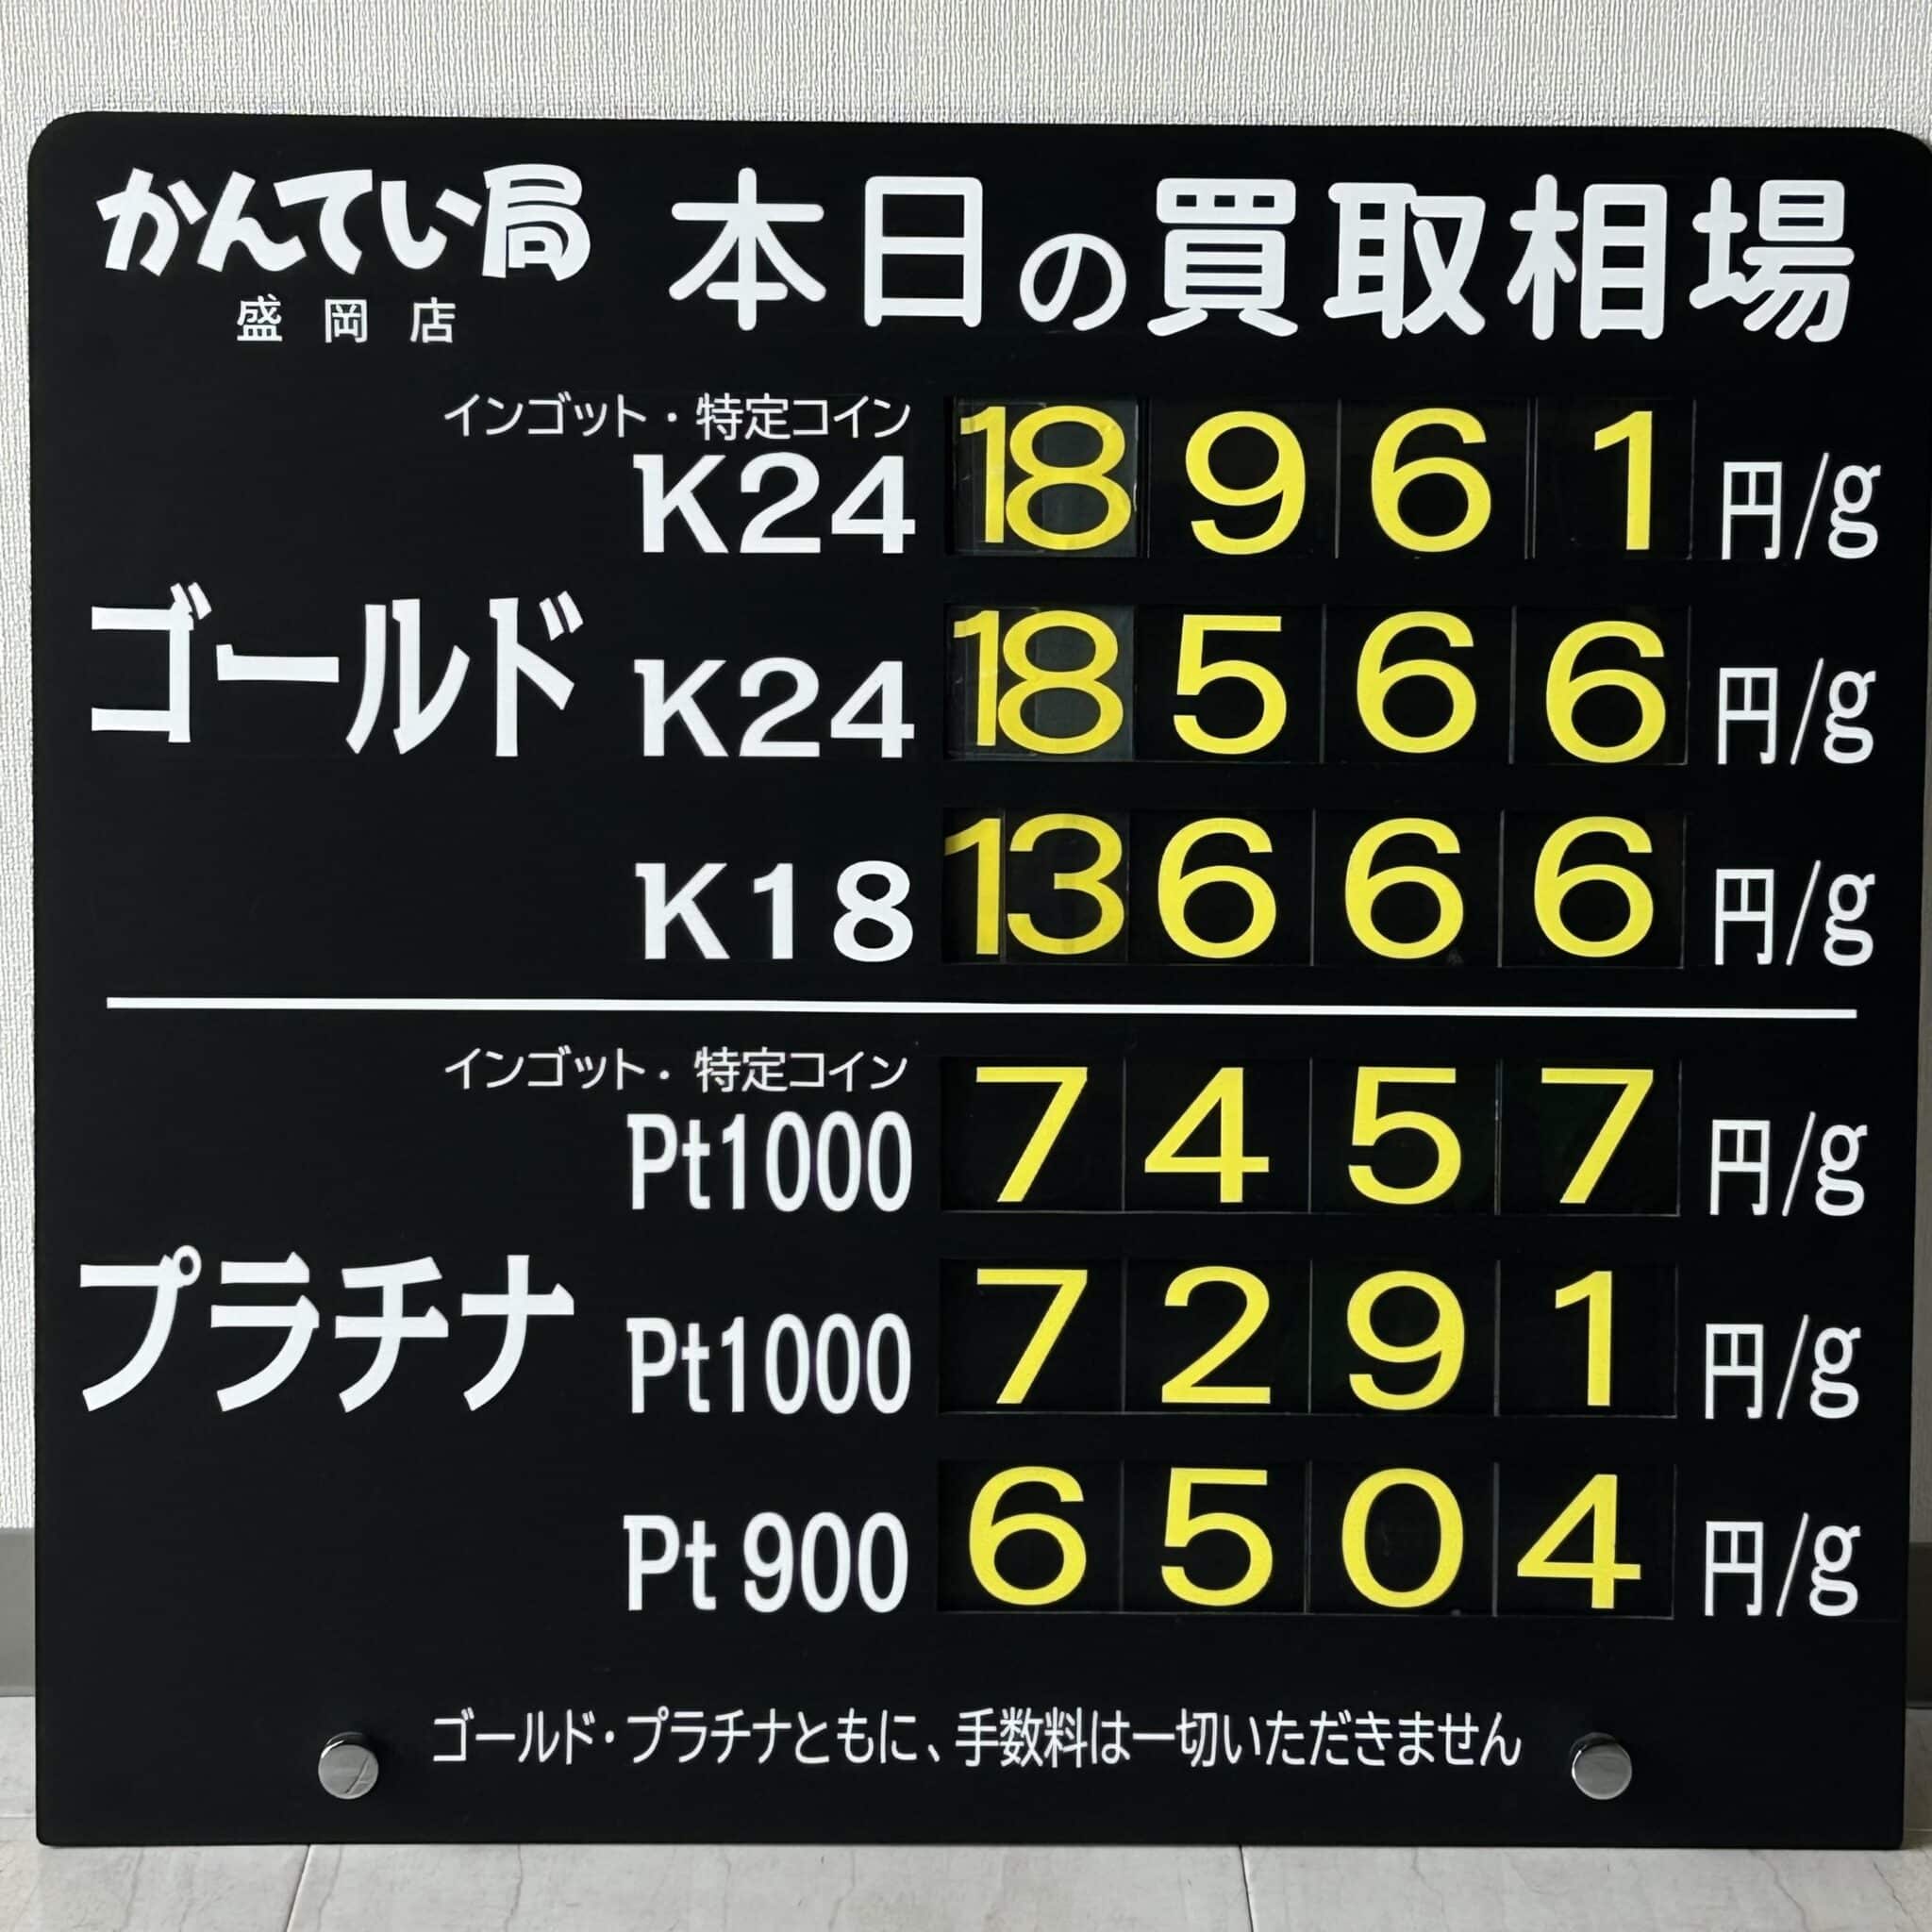 かんてい局 本日の買取相場
盛岡店
インゴット・特定コイン
K24 18961 円/g
ゴールド K24 18566 円/g
K18 13666 円/g
インゴット・特定コイン
Pt1000 7457 円/g
プラチナ Pt1000 7291 円/g
Pt900 6504 円/g
ゴールド・プラチナともに、手数料は一切いただきません